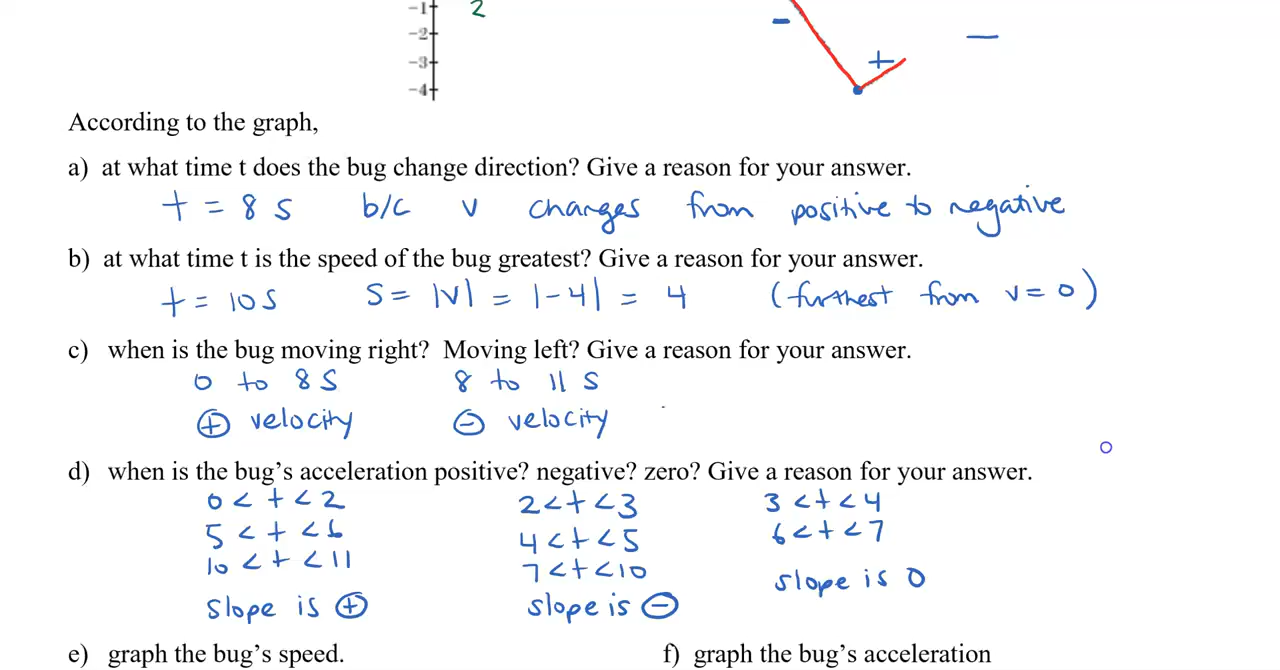 -1 2 -
-2 —
-3 +
-4
According to the graph,
a) at what time t does the bug change direction? Give a reason for your answer.
t = 8 s b/c v changes from positive to negative
b) at what time t is the speed of the bug greatest? Give a reason for your answer.
t = 10 s s = |v| = |-4| = 4 (furthest from v = 0)
c) when is the bug moving right? Moving left? Give a reason for your answer.
0 to 8 s 8 to 11 s
⊕ velocity ⊖ velocity
d) when is the bug's acceleration positive? negative? zero? Give a reason for your answer.
0 < t < 2 2 < t < 3 3 < t < 4
5 < t < 6 4 < t < 5 6 < t < 7
10 < t < 11 7 < t < 10
slope is ⊕ slope is ⊖ slope is 0
e) graph the bug's speed. f) graph the bug's acceleration